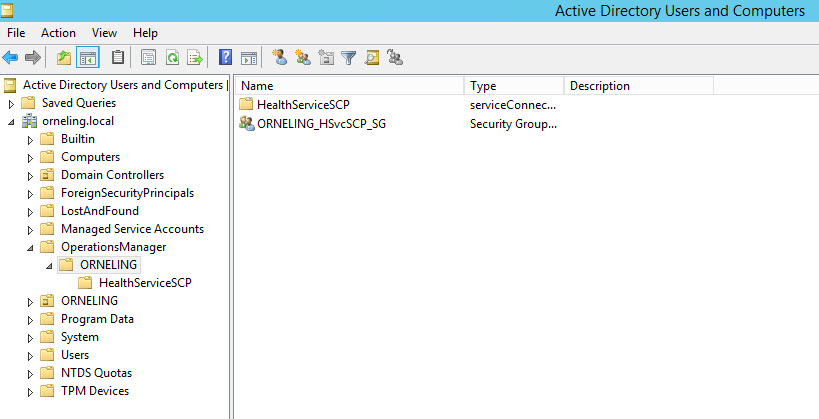 Active Directory Users and Computers
File Action View Help
Active Directory Users and Computers
Saved Queries
orneling.local
Builtin
Computers
Domain Controllers
ForeignSecurityPrincipals
LostAndFound
Managed Service Accounts
OperationsManager
ORNELING
HealthServiceSCP
ORNELING
Program Data
System
Users
NTDS Quotas
TPM Devices
Name Type Description
HealthServiceSCP serviceConnec...
ORNELING_HSvcSCP_SG Security Group...